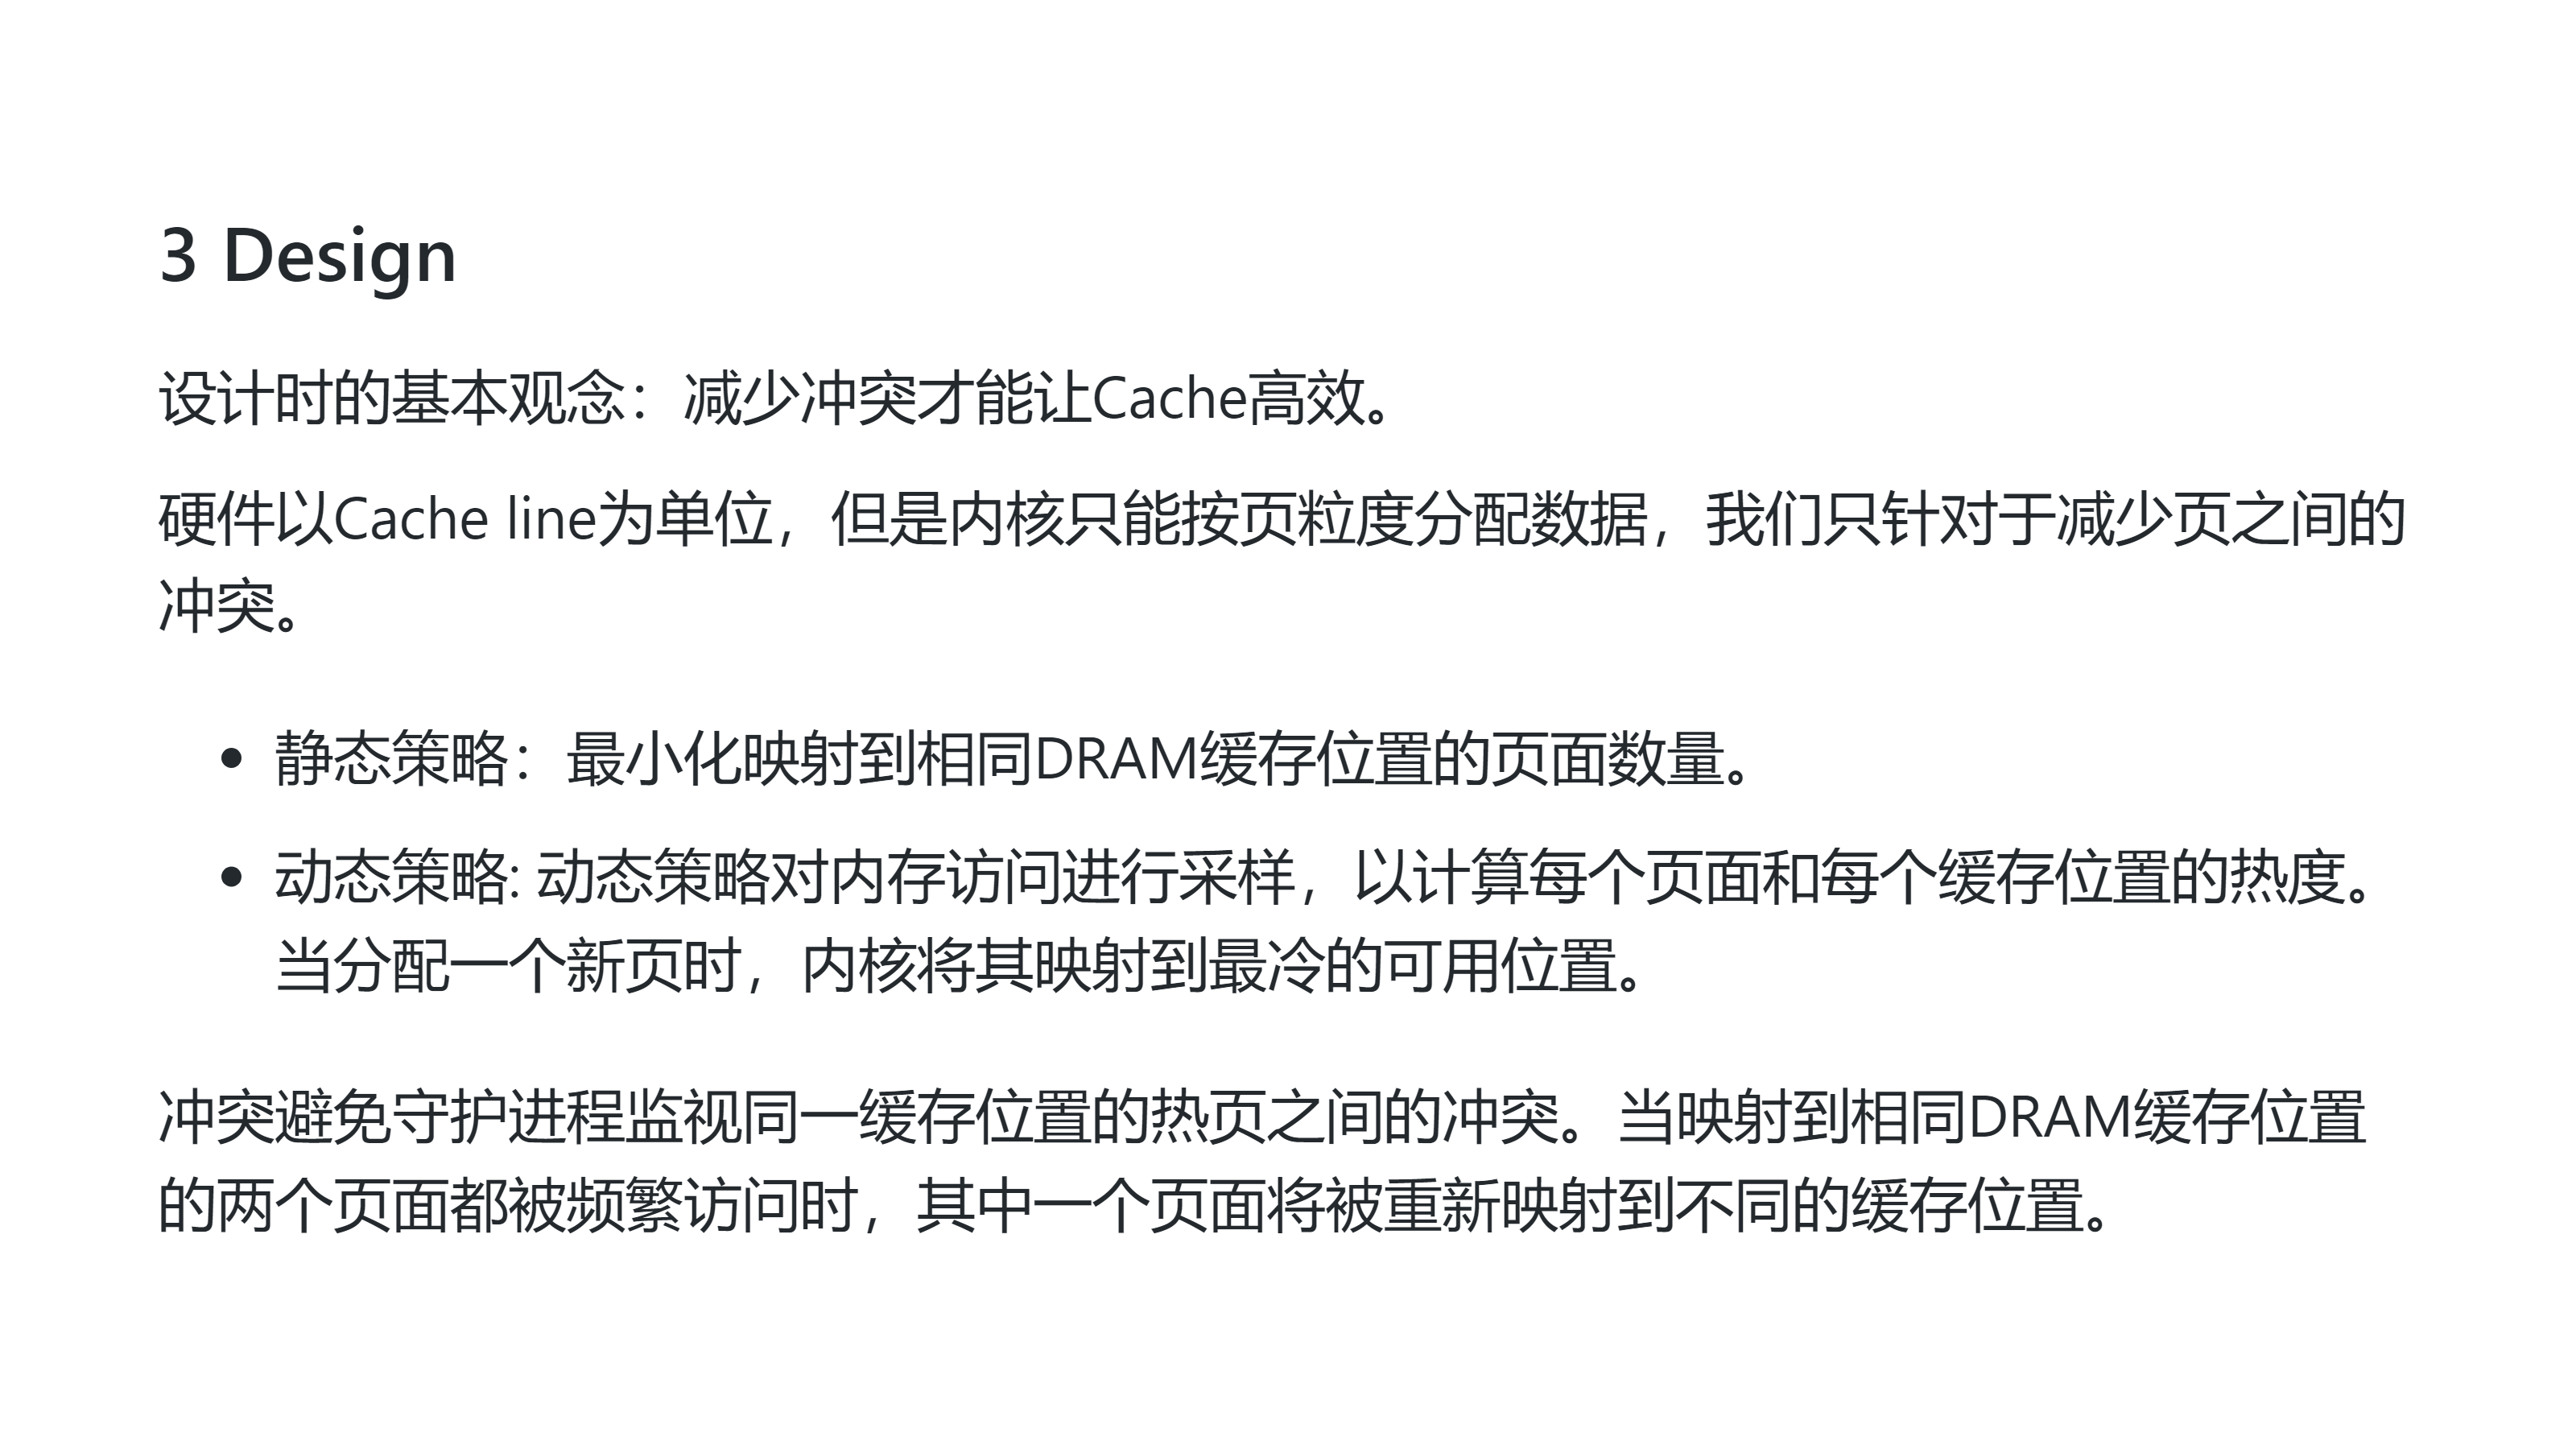 3 Design
设计时的基本观念：减少冲突才能让Cache高效。
硬件以Cache line为单位，但是内核只能按页粒度分配数据，我们只针对于减少页之间的
冲突。
• 静态策略：最小化映射到相同DRAM缓存位置的页面数量。
• 动态策略: 动态策略对内存访问进行采样，以计算每个页面和每个缓存位置的热度。
当分配一个新页时，内核将其映射到最冷的可用位置。
冲突避免守护进程监视同一缓存位置的热页之间的冲突。当映射到相同DRAM缓存位置
的两个页面都被频繁访问时，其中一个页面将被重新映射到不同的缓存位置。